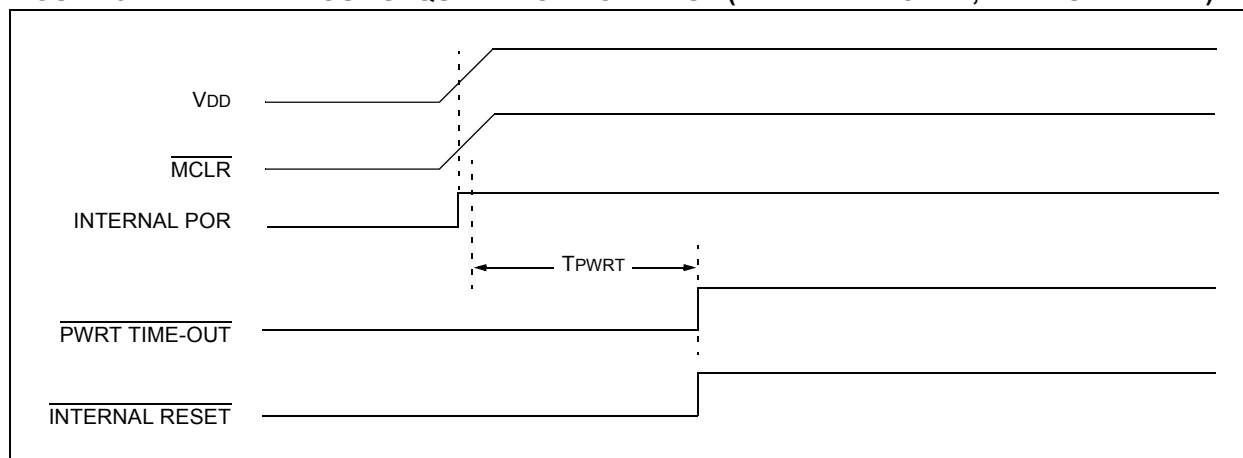 VDD
MCLR
INTERNAL POR
TPWRT
PWRT TIME-OUT
INTERNAL RESET